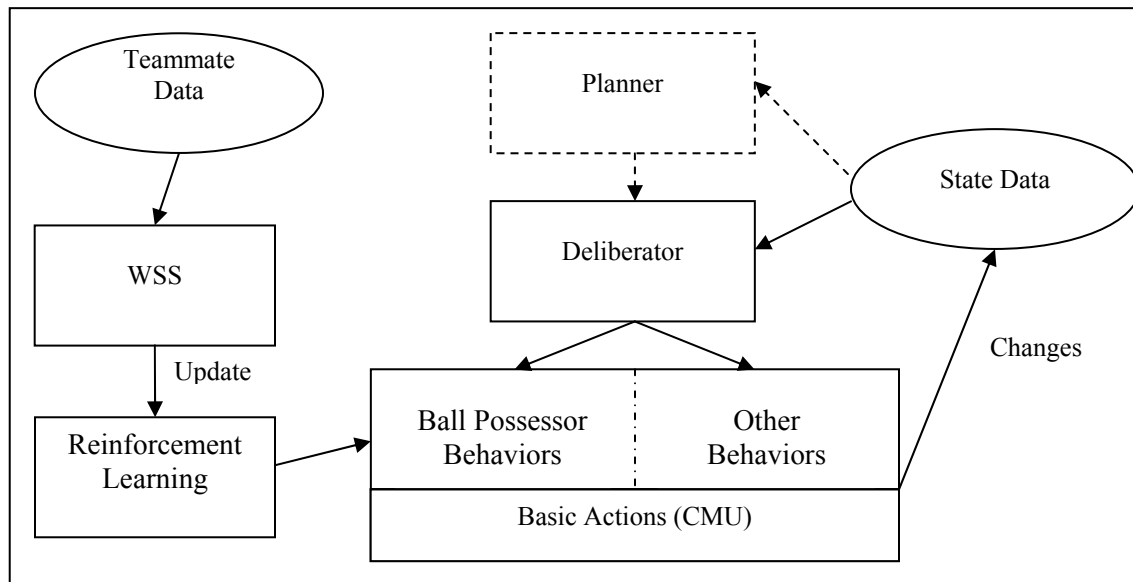 Teammate
Data
Planner
State Data
WSS
Deliberator
Update
Changes
Reinforcement
Learning
Ball Possessor
Behaviors
Other
Behaviors
Basic Actions (CMU)